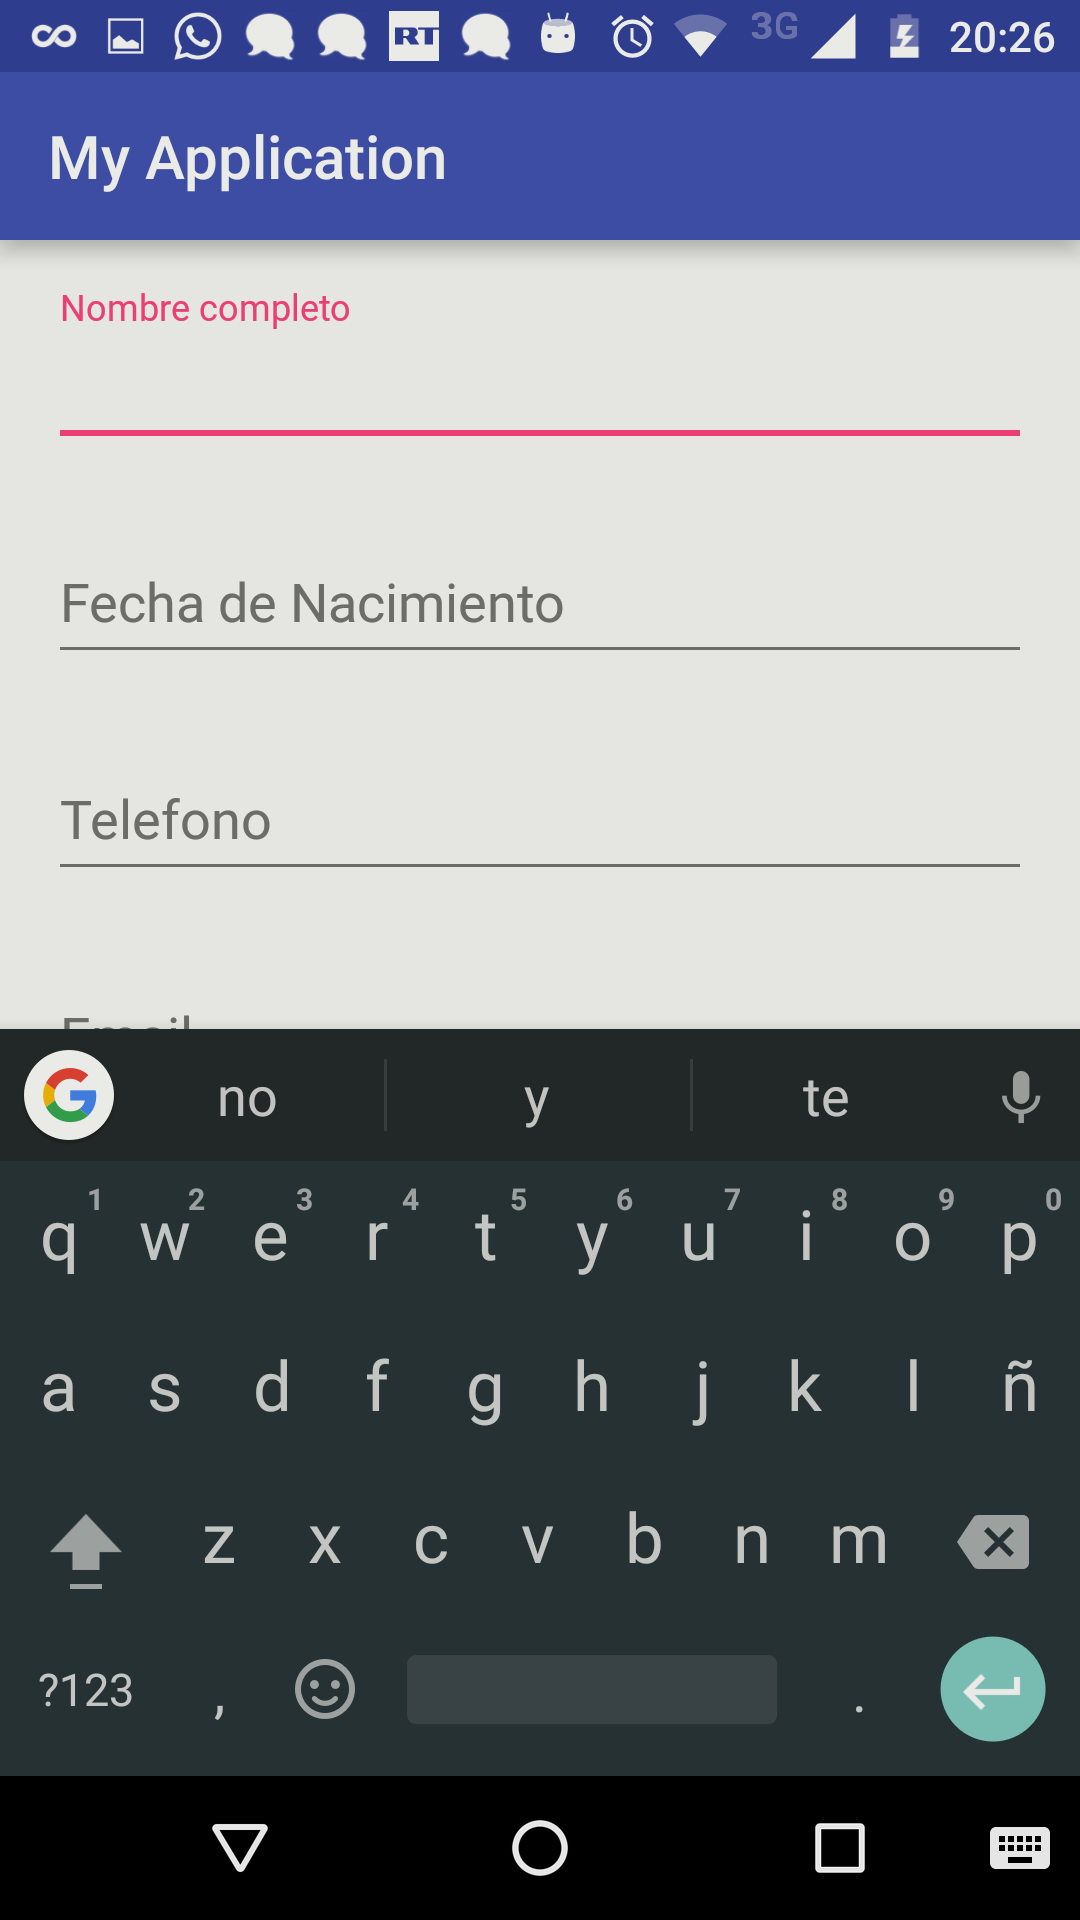 RT 3G 20:26
My Application
Nombre completo
Fecha de Nacimiento
Telefono
Email
no y te
1 2 3 4 5 6 7 8 9 0
q w e r t y u i o p
a s d f g h j k l ñ
z x c v b n m
?123 , .